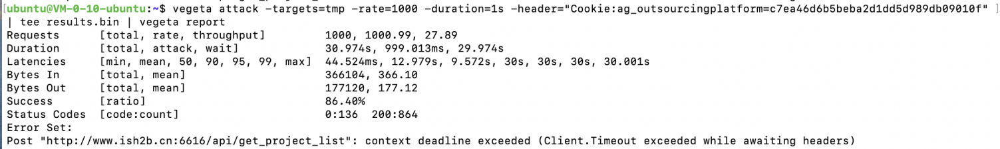 [ubuntu@VM-0-10-ubuntu:~$ vegeta attack -targets=tmp -rate=1000 -duration=1s -header="Cookie:ag_outsourcingplatform=c7ea46d6b5beba2d1dd5d989db09010f" ]
| tee results.bin | vegeta report
Requests [total, rate, throughput] 1000, 1000.99, 27.89
Duration [total, attack, wait] 30.974s, 999.013ms, 29.974s
Latencies [min, mean, 50, 90, 95, 99, max] 44.524ms, 12.979s, 9.572s, 30s, 30s, 30s, 30.001s
Bytes In [total, mean] 366104, 366.10
Bytes Out [total, mean] 177120, 177.12
Success [ratio] 86.40%
Status Codes [code:count] 0:136 200:864
Error Set:
Post "http://www.ish2b.cn:6616/api/get_project_list": context deadline exceeded (Client.Timeout exceeded while awaiting headers)